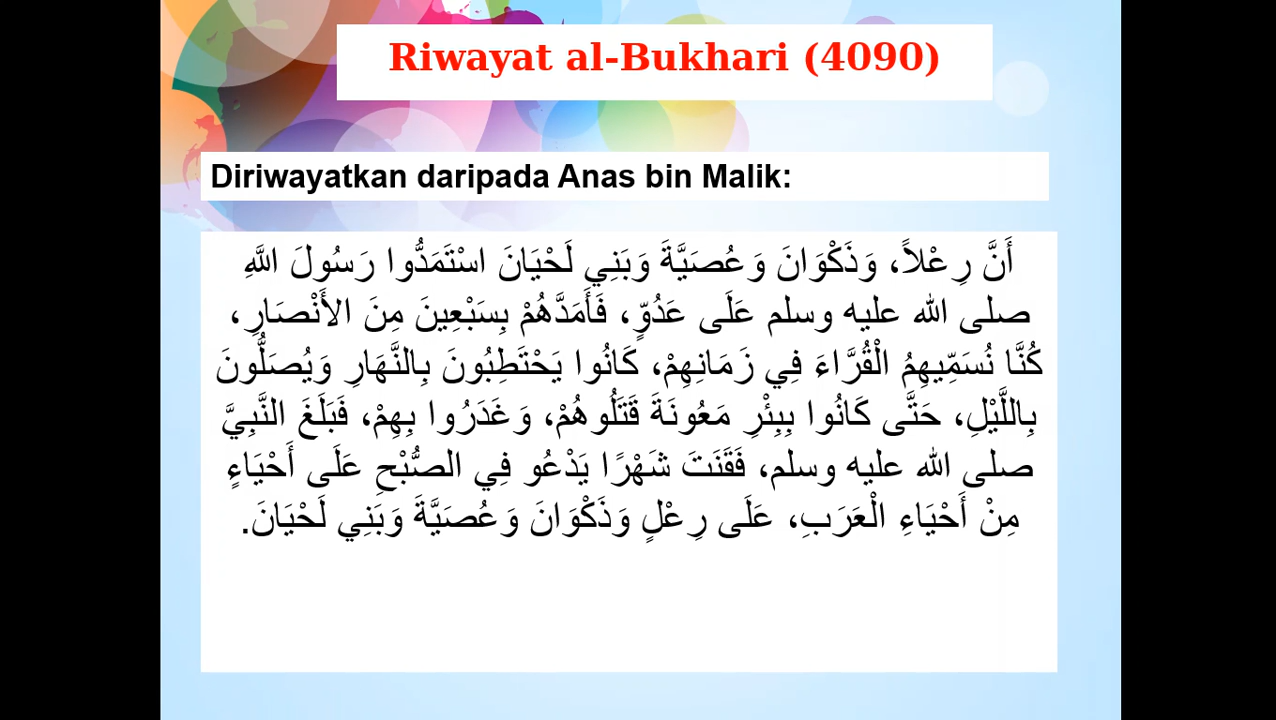 Riwayat al-Bukhari (4090)
Diriwayatkan daripada Anas bin Malik:
أَنَّ رِعْلاً، وَذَكْوَانَ وَعُصَيَّةَ وَبَنِي لَحْيَانَ اسْتَمَدُّوا رَسُولَ اللَّهِ
صلى الله عليه وسلم عَلَى عَدُوٍّ، فَأَمَدَّهُمْ بِسَبْعِينَ مِنَ الأَنْصَارِ،
كُنَّا نُسَمِّيهِمُ الْقُرَّاءَ فِي زَمَانِهِمْ، كَانُوا يَحْتَطِبُونَ بِالنَّهَارِ وَيُصَلُّونَ
بِاللَّيْلِ، حَتَّى كَانُوا بِبِئْرِ مَعُونَةَ قَتَلُوهُمْ، وَغَدَرُوا بِهِمْ، فَبَلَغَ النَّبِيَّ
صلى الله عليه وسلم، فَقَنَتَ شَهْرًا يَدْعُو فِي الصُّبْحِ عَلَى أَحْيَاءٍ
مِنْ أَحْيَاءِ الْعَرَبِ، عَلَى رِعْلٍ وَذَكْوَانَ وَعُصَيَّةَ وَبَنِي لَحْيَانَ.